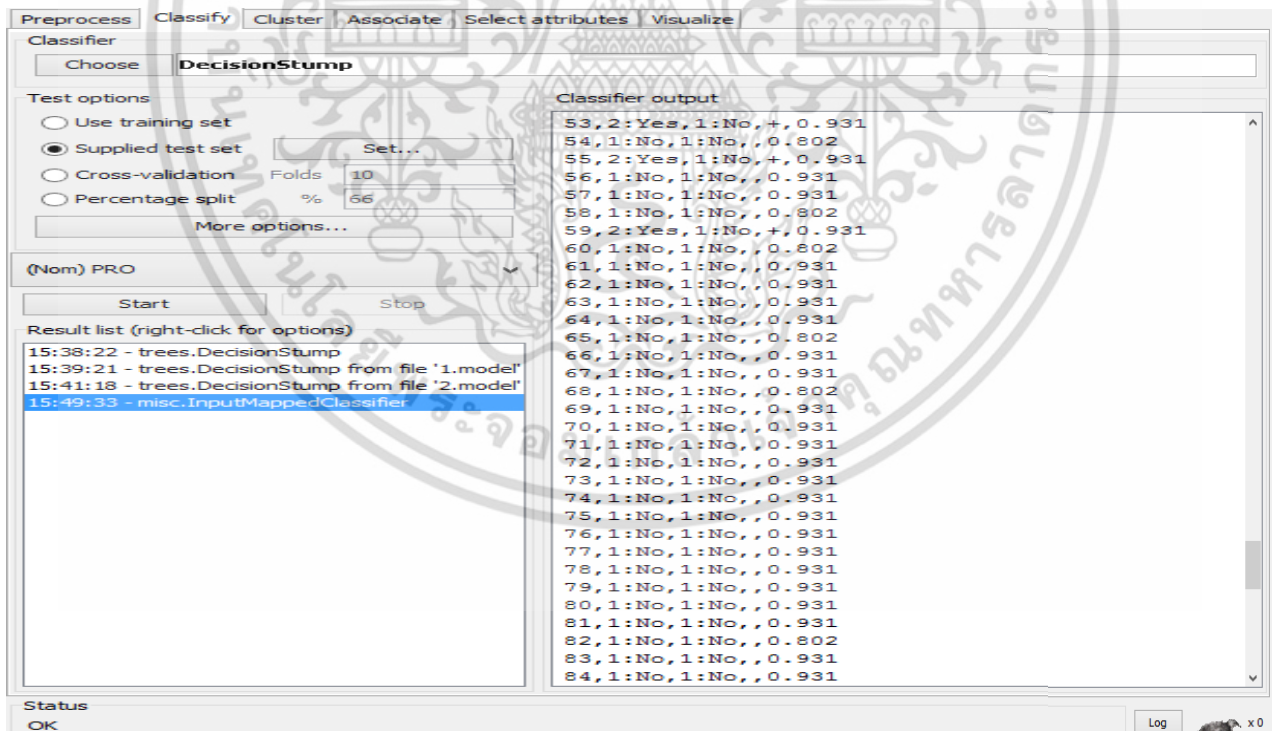 Preprocess Classify Cluster Associate Select attributes Visualize
Classifier
Choose DecisionStump
Test options
Use training set
Supplied test set Set...
Cross-validation Folds 10
Percentage split % 66
More options...
(Nom) PRO
Start Stop
Result list (right-click for options)
15:38:22 - trees.DecisionStump
15:39:21 - trees.DecisionStump from file '1.model'
15:41:18 - trees.DecisionStump from file '2.model'
15:49:33 - misc.InputMappedClassifier
Classifier output
53,2:Yes,1:No,+,0.931
54,1:No,1:No,,0.802
55,2:Yes,1:No,+,0.931
56,1:No,1:No,,0.931
57,1:No,1:No,,0.931
58,1:No,1:No,,0.802
59,2:Yes,1:No,+,0.931
60,1:No,1:No,,0.802
61,1:No,1:No,,0.931
62,1:No,1:No,,0.931
63,1:No,1:No,,0.931
64,1:No,1:No,,0.931
65,1:No,1:No,,0.802
66,1:No,1:No,,0.931
67,1:No,1:No,,0.931
68,1:No,1:No,,0.802
69,1:No,1:No,,0.931
70,1:No,1:No,,0.931
71,1:No,1:No,,0.931
72,1:No,1:No,,0.931
73,1:No,1:No,,0.931
74,1:No,1:No,,0.931
75,1:No,1:No,,0.931
76,1:No,1:No,,0.931
77,1:No,1:No,,0.931
78,1:No,1:No,,0.931
79,1:No,1:No,,0.931
80,1:No,1:No,,0.931
81,1:No,1:No,,0.931
82,1:No,1:No,,0.802
83,1:No,1:No,,0.931
84,1:No,1:No,,0.931
Status
OK
Log x 0